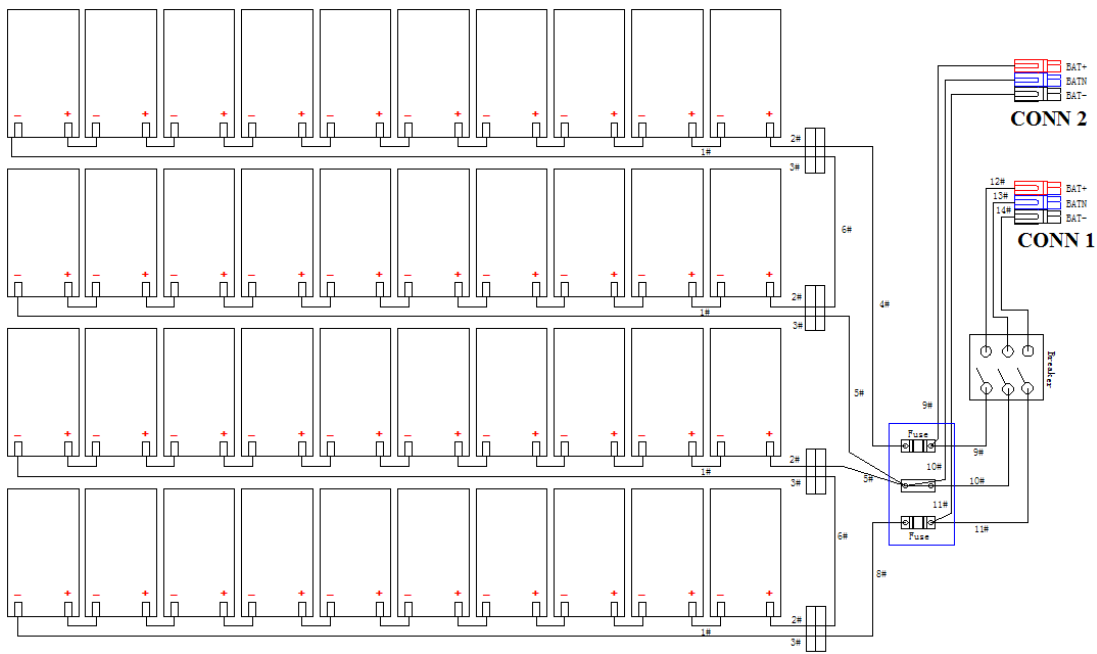 BAT+
BATN
BAT-
CONN 2
− + − + − + − + − + − + − + − + − + − +
2#
1#
3#
12#
BAT+
13#
BATN
14#
BAT-
CONN 1
6#
− + − + − + − + − + − + − + − + − + − +
2#
1#
3#
4#
Breaker
5#
9#
− + − + − + − + − + − + − + − + − + − +
Fuse
9#
2#
1#
3#
10#
5#
10#
11#
Fuse
11#
6#
8#
− + − + − + − + − + − + − + − + − + − +
2#
1#
3#